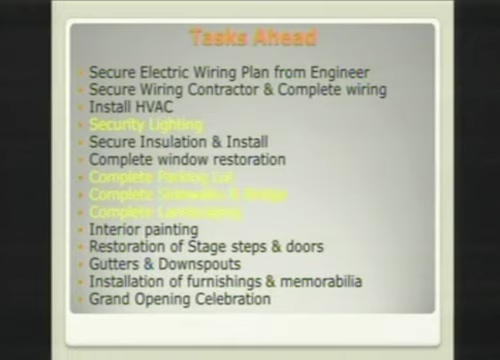 Tasks Ahead
Secure Electric Wiring Plan from Engineer
Secure Wiring Contractor & Complete wiring
Install HVAC
Security Lighting
Secure Insulation & Install
Complete window restoration
Complete Parking Lot
Complete Sidewalks & Bridge
Complete Landscaping
Interior painting
Restoration of Stage steps & doors
Gutters & Downspouts
Installation of furnishings & memorabilia
Grand Opening Celebration